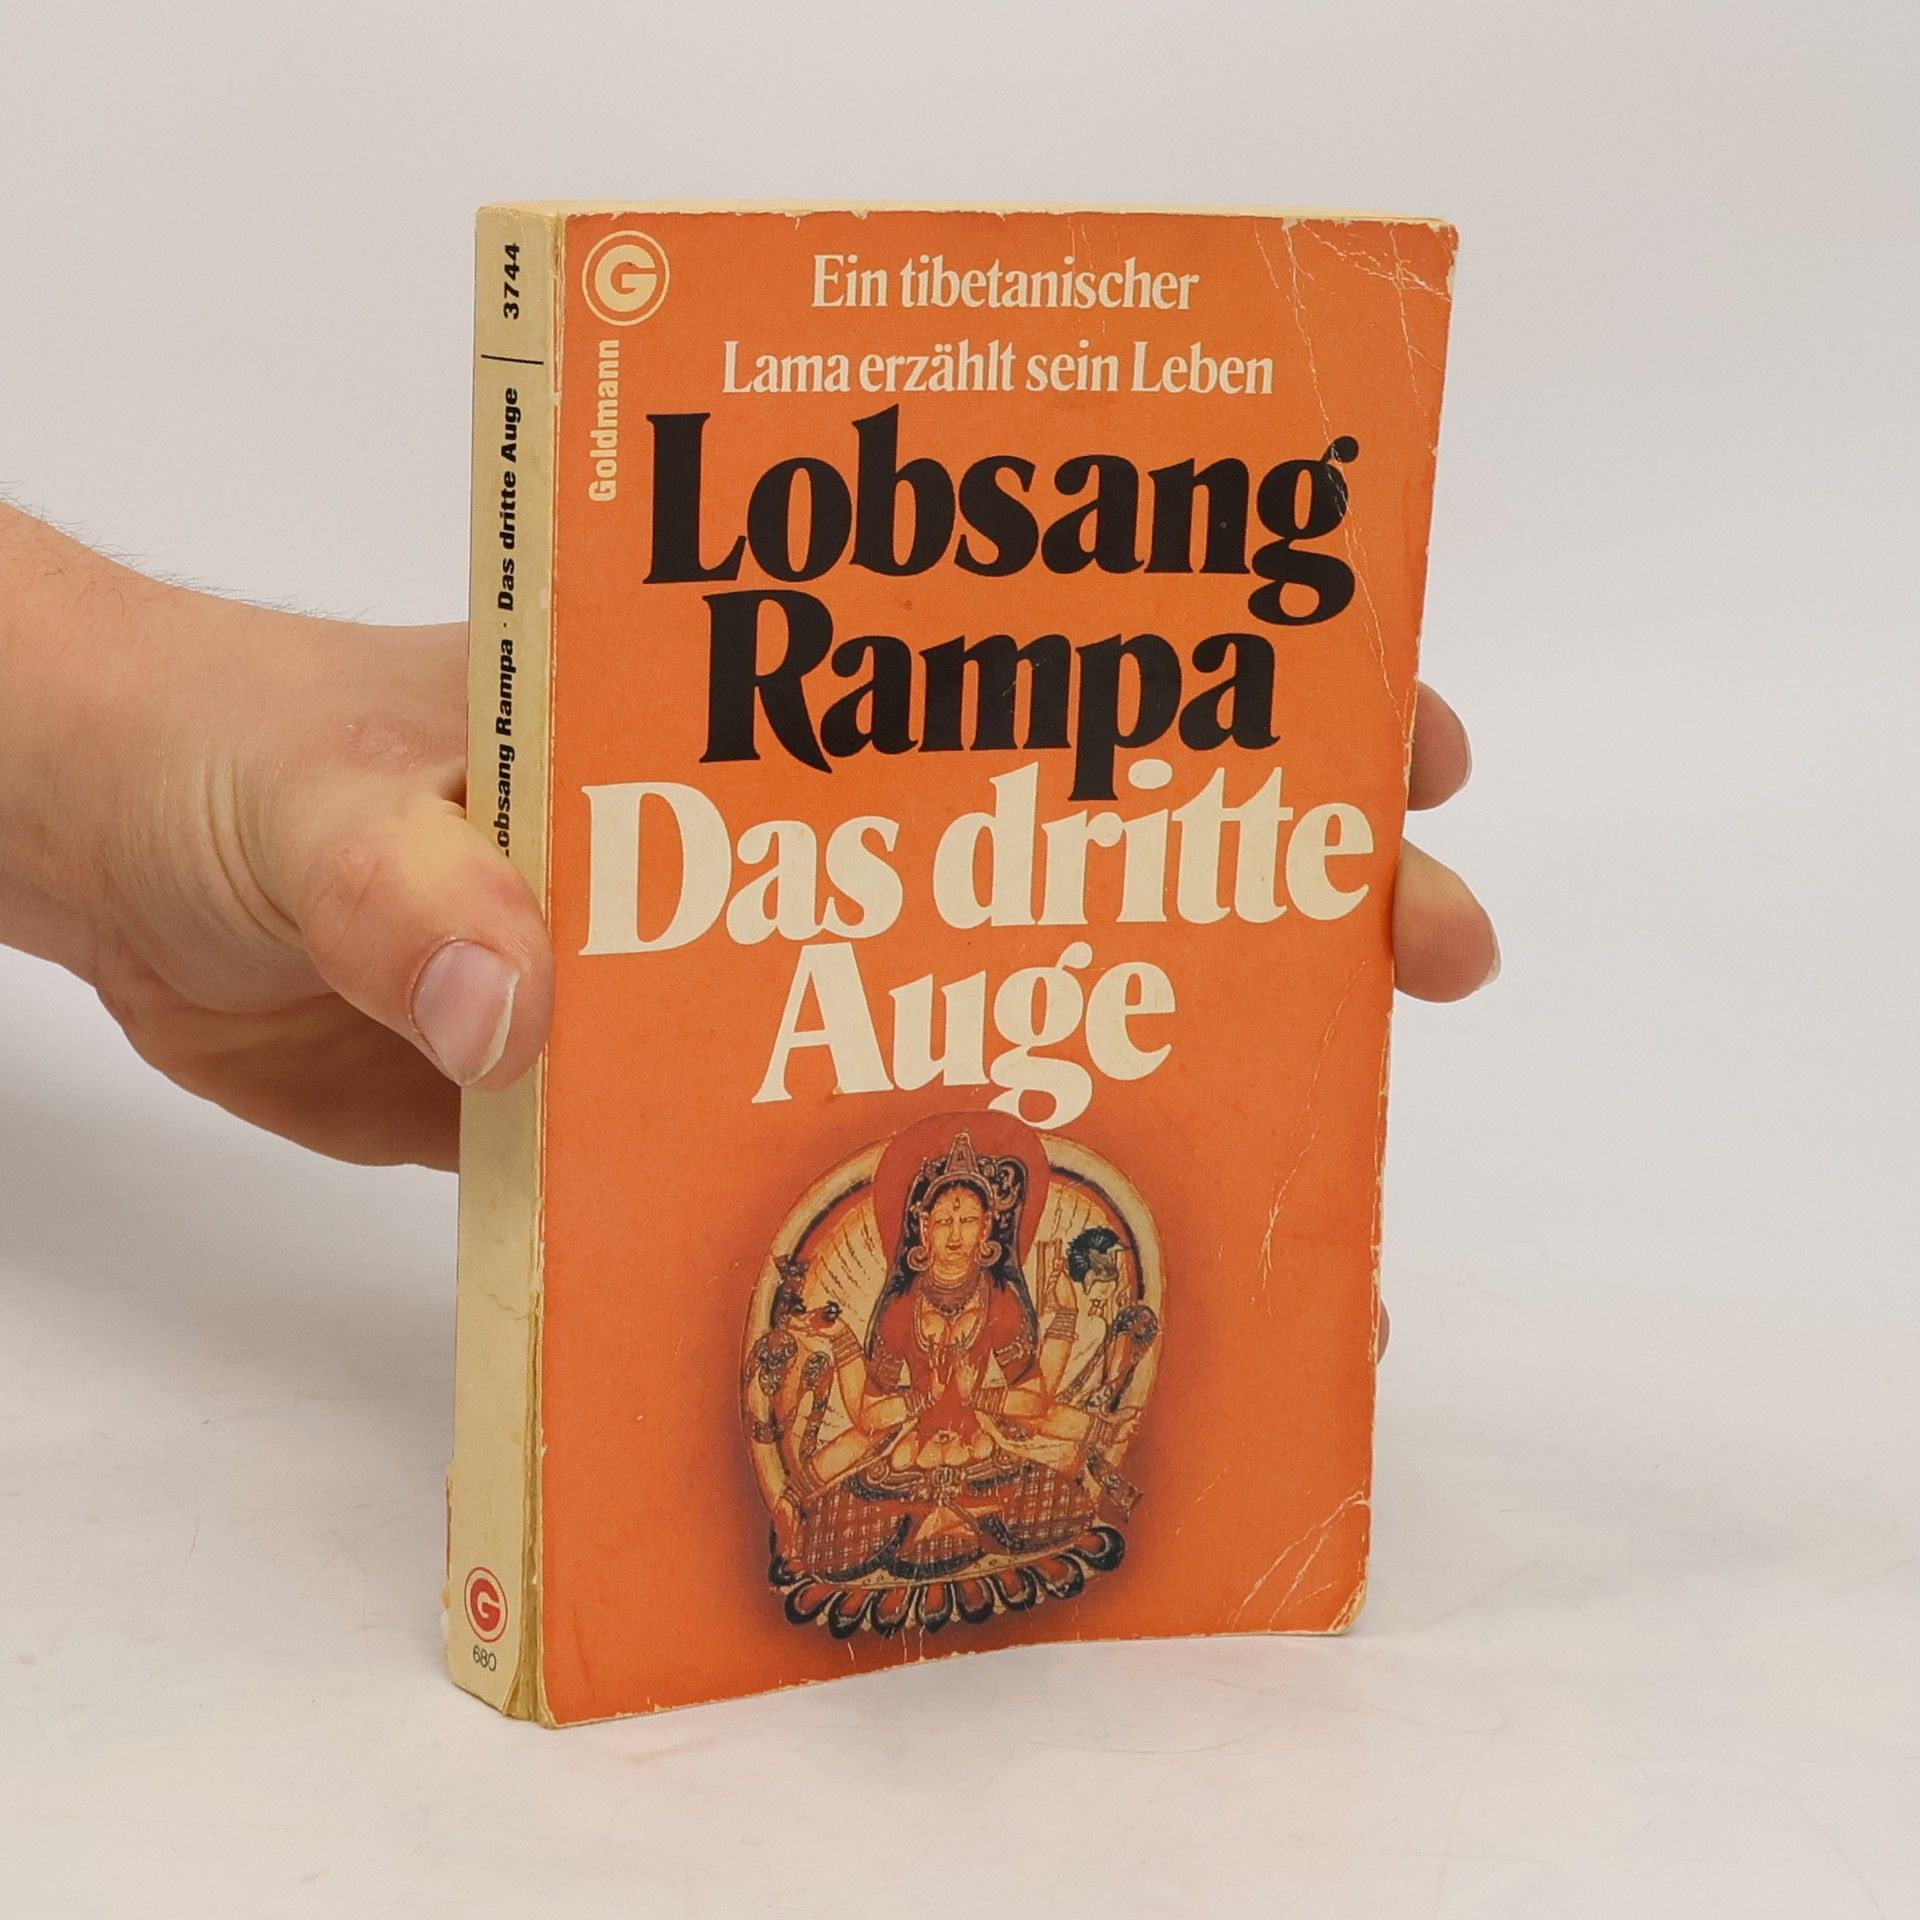 3744
Lobsang Rampa · Das dritte Auge
G
680
G
Goldmann
Ein tibetanischer
Lama erzählt sein Leben
Lobsang
Rampa
Das dritte
Auge